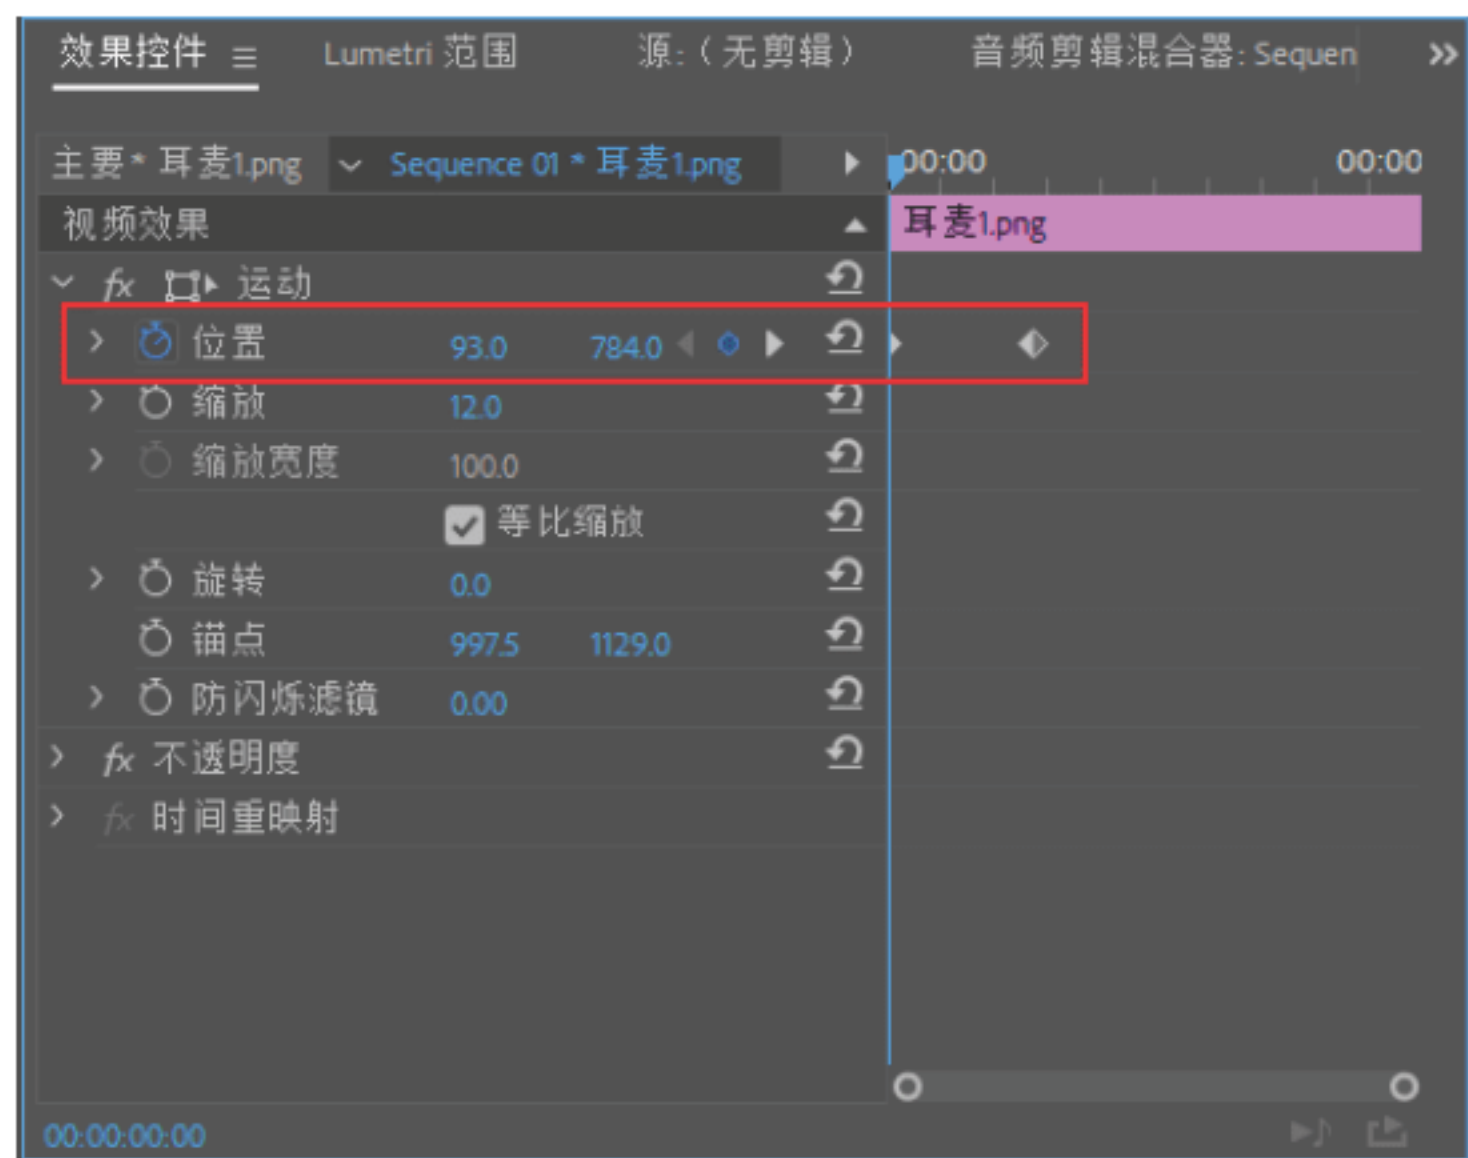 效果控件 Lumetri 范围 源:（无剪辑） 音频剪辑混合器: Sequen
主要* 耳麦1.png Sequence 01 * 耳麦1.png 00:00 00:00
视频效果 耳麦1.png
fx 运动
位置 93.0 784.0
缩放 12.0
缩放宽度 100.0
等比缩放
旋转 0.0
锚点 997.5 1129.0
防闪烁滤镜 0.00
fx 不透明度
fx 时间重映射
00:00:00:00